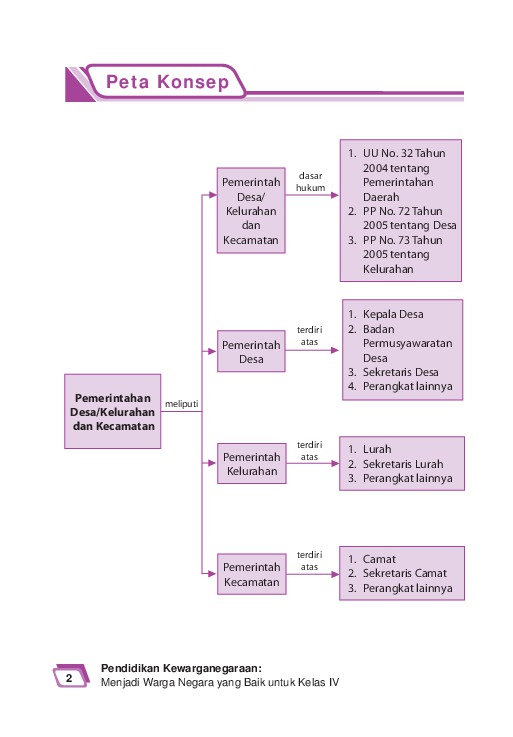 Peta Konsep
Pemerintah
Desa/
Kelurahan
dan
Kecamatan
dasar
hukum
1. UU No. 32 Tahun
2004 tentang
Pemerintahan
Daerah
2. PP No. 72 Tahun
2005 tentang Desa
3. PP No. 73 Tahun
2005 tentang
Kelurahan
Pemerintah
Desa
terdiri
atas
1. Kepala Desa
2. Badan
Permusyawaratan
Desa
3. Sekretaris Desa
4. Perangkat lainnya
Pemerintahan
Desa/Kelurahan
dan Kecamatan
meliputi
Pemerintah
Kelurahan
terdiri
atas
1. Lurah
2. Sekretaris Lurah
3. Perangkat lainnya
Pemerintah
Kecamatan
terdiri
atas
1. Camat
2. Sekretaris Camat
3. Perangkat lainnya
2
Pendidikan Kewarganegaraan:
Menjadi Warga Negara yang Baik untuk Kelas IV